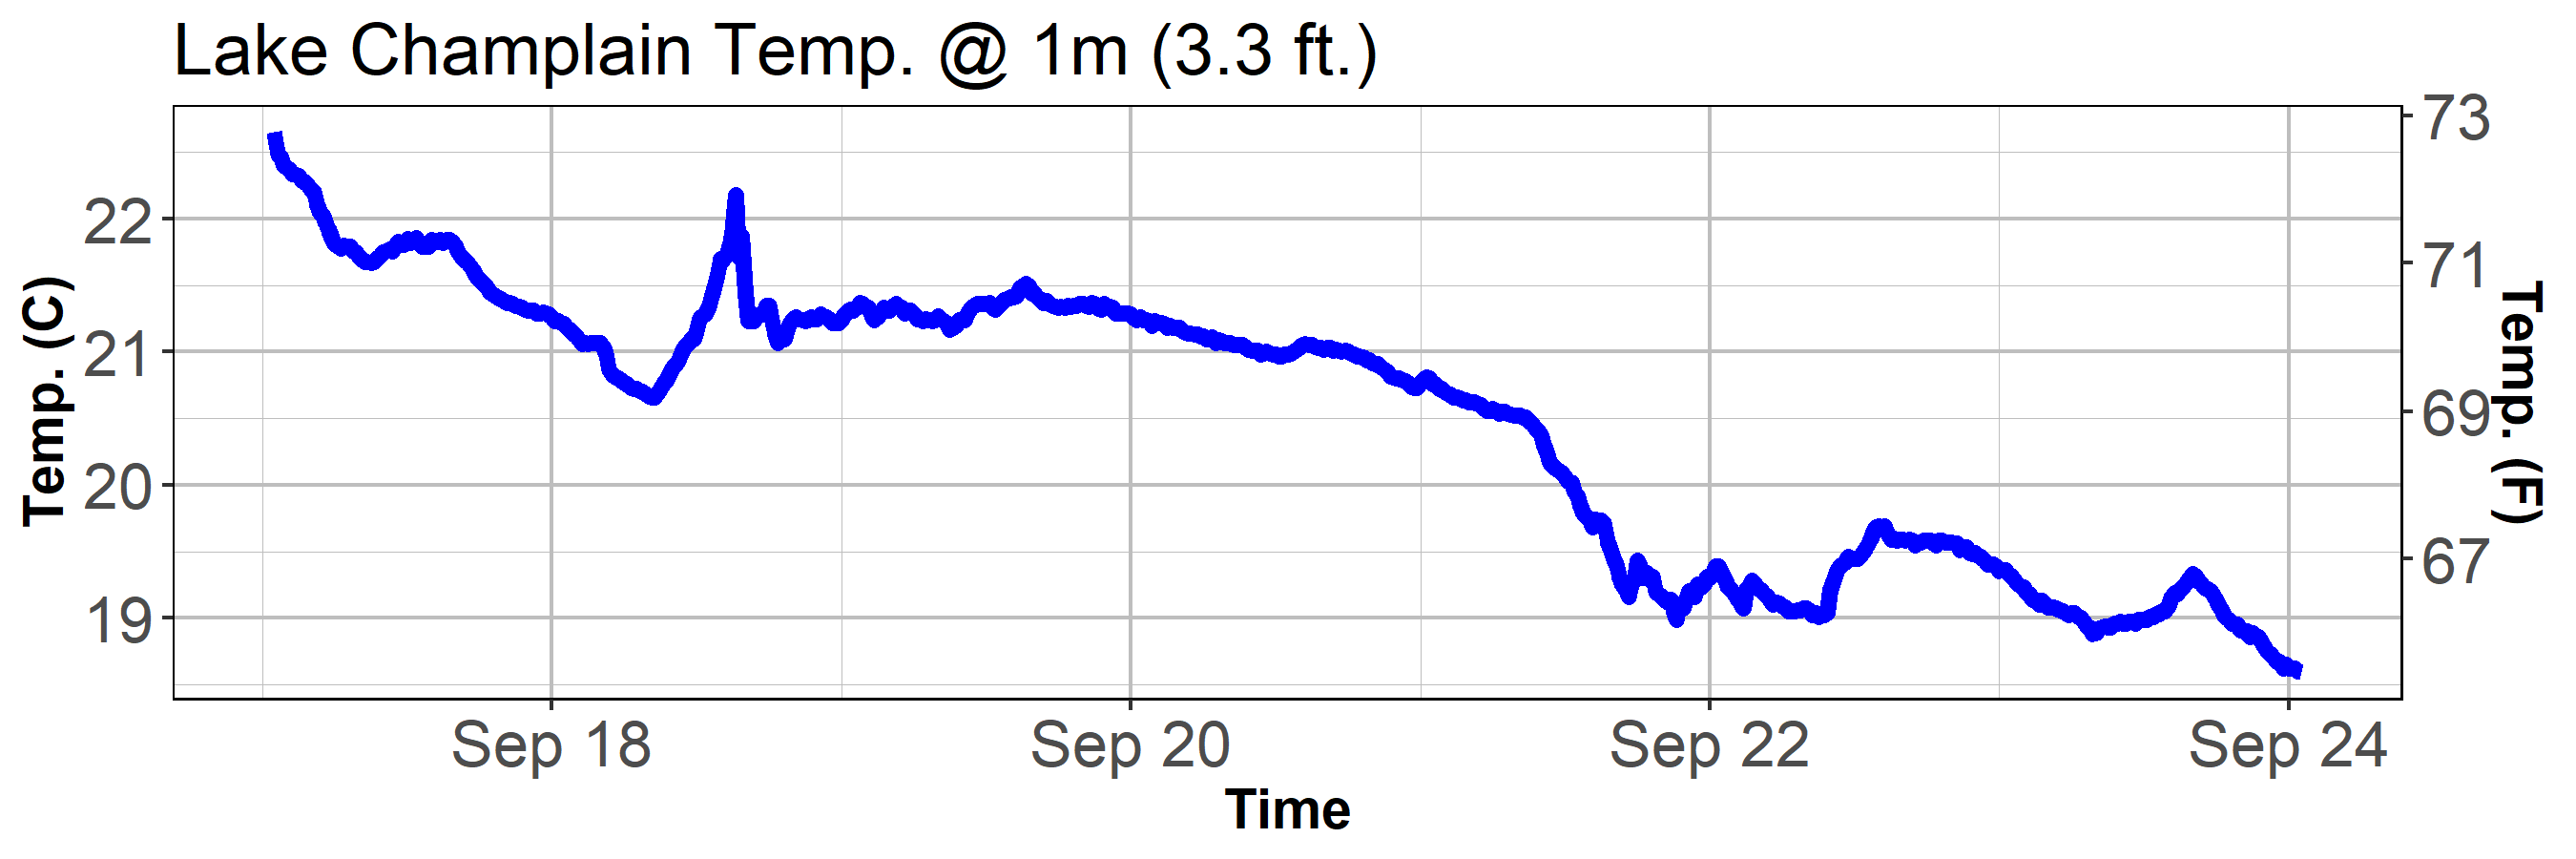 Lake Champlain Temp. @ 1m (3.3 ft.)
Temp. (C)
22
21
20
19
73
71
69
67
Temp. (F)
Sep 18
Sep 20
Sep 22
Sep 24
Time